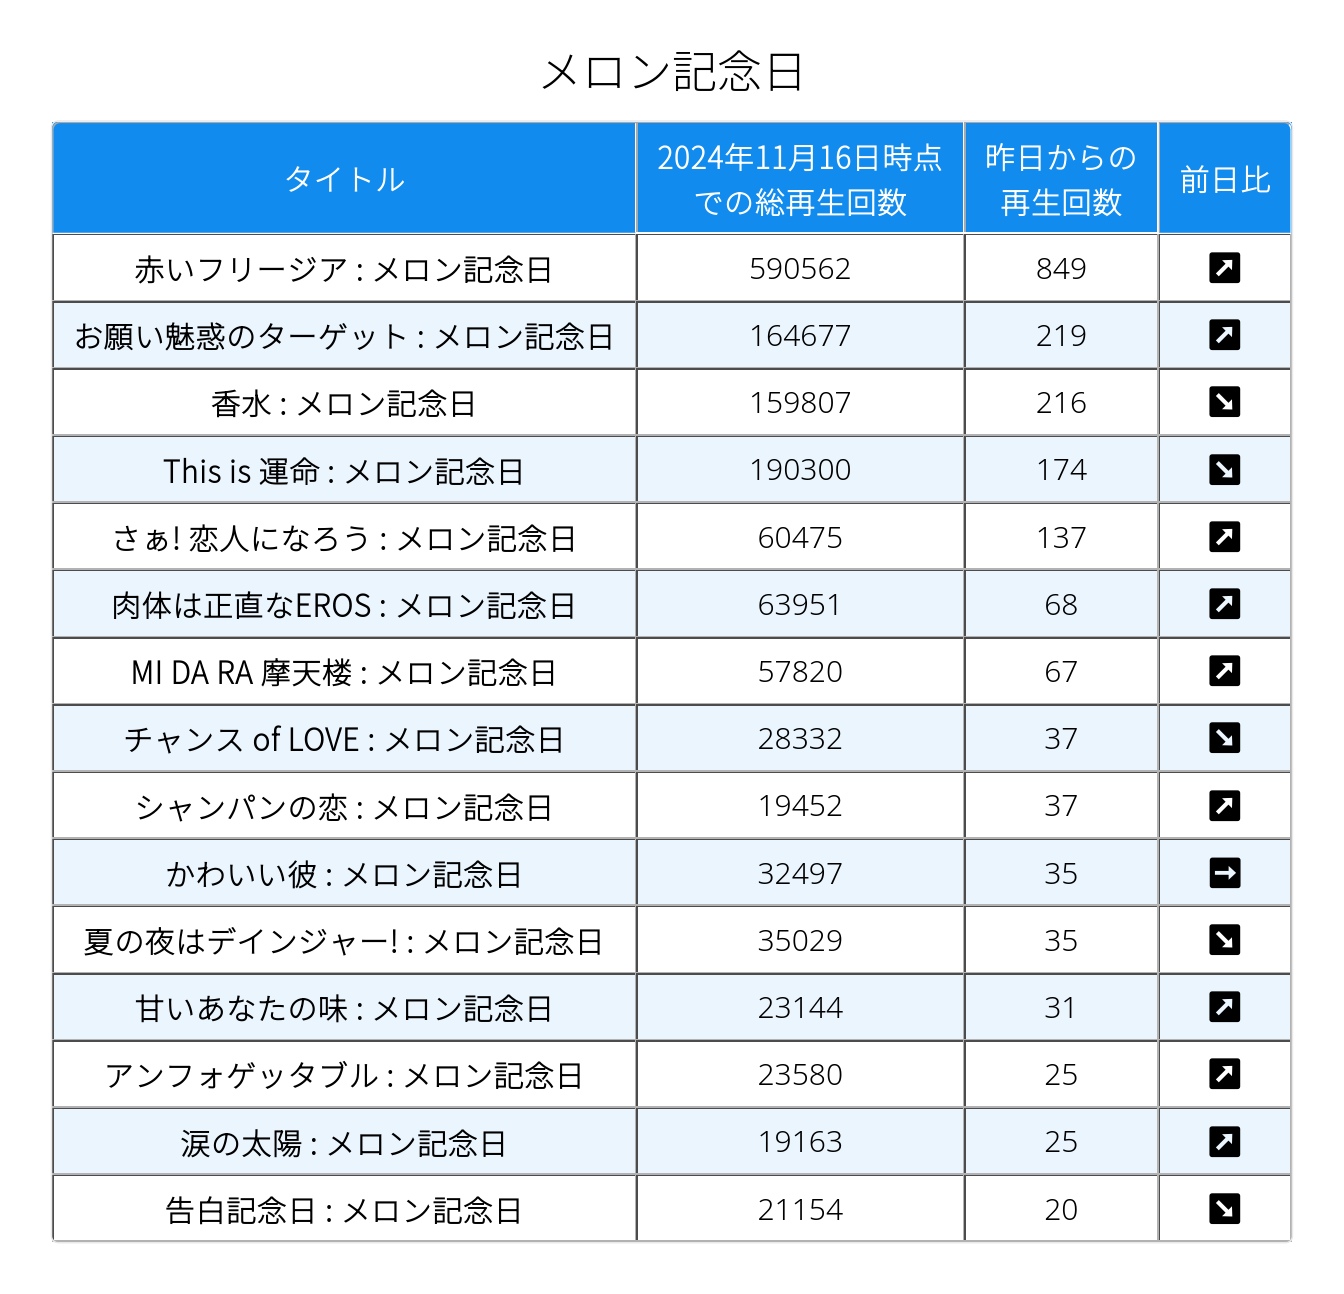 メロン記念日
タイトル 2024年11月16日時点での総再生回数 昨日からの再生回数 前日比
赤いフリージア : メロン記念日 590562 849 ↗
お願い魅惑のターゲット : メロン記念日 164677 219 ↗
香水 : メロン記念日 159807 216 ↘
This is 運命 : メロン記念日 190300 174 ↘
さぁ! 恋人になろう : メロン記念日 60475 137 ↗
肉体は正直なEROS : メロン記念日 63951 68 ↗
MI DA RA 摩天楼 : メロン記念日 57820 67 ↗
チャンス of LOVE : メロン記念日 28332 37 ↘
シャンパンの恋 : メロン記念日 19452 37 ↗
かわいい彼 : メロン記念日 32497 35 →
夏の夜はデインジャー! : メロン記念日 35029 35 ↘
甘いあなたの味 : メロン記念日 23144 31 ↗
アンフォゲッタブル : メロン記念日 23580 25 ↗
涙の太陽 : メロン記念日 19163 25 ↗
告白記念日 : メロン記念日 21154 20 ↘